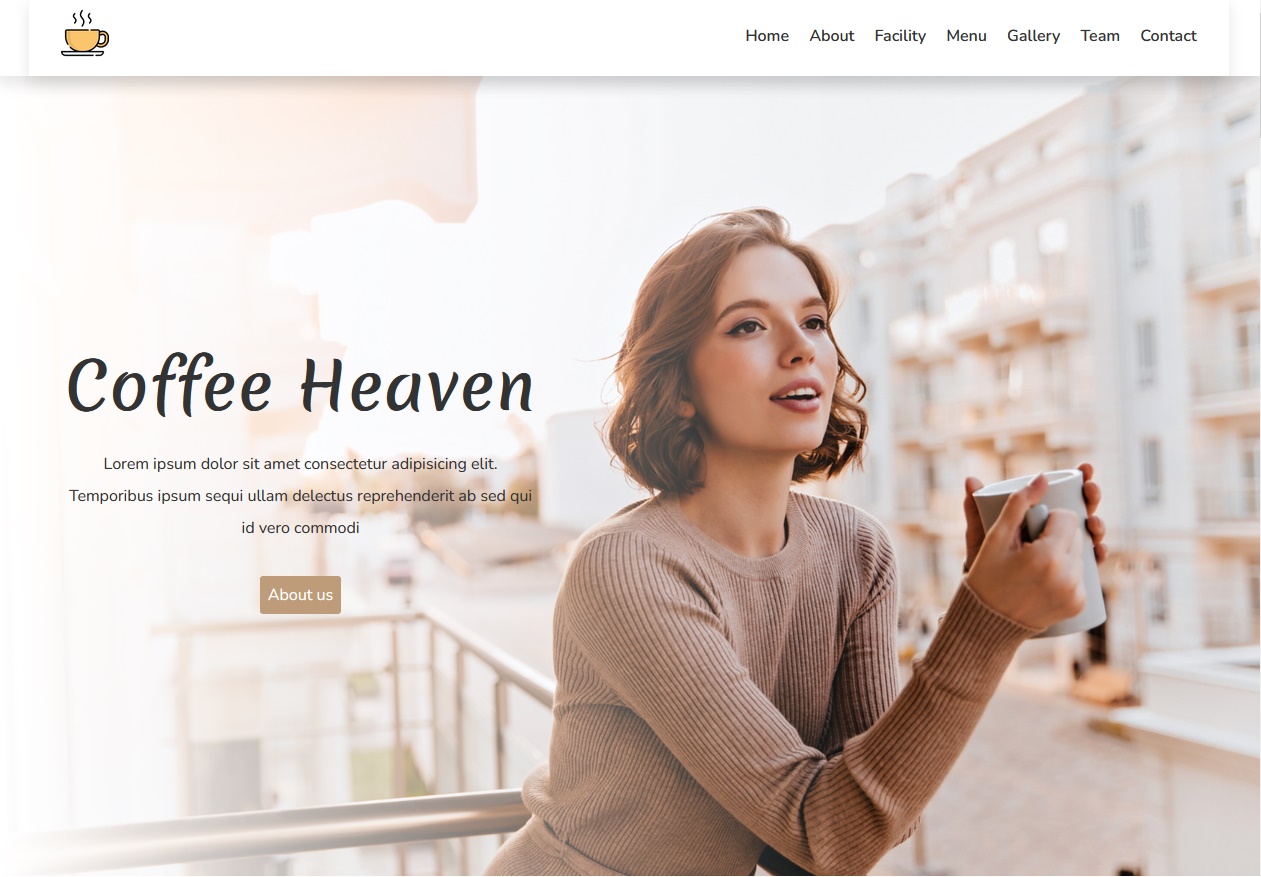 Home About Facility Menu Gallery Team Contact
Coffee Heaven
Lorem ipsum dolor sit amet consectetur adipisicing elit.
Temporibus ipsum sequi ullam delectus reprehenderit ab sed qui
id vero commodi
About us